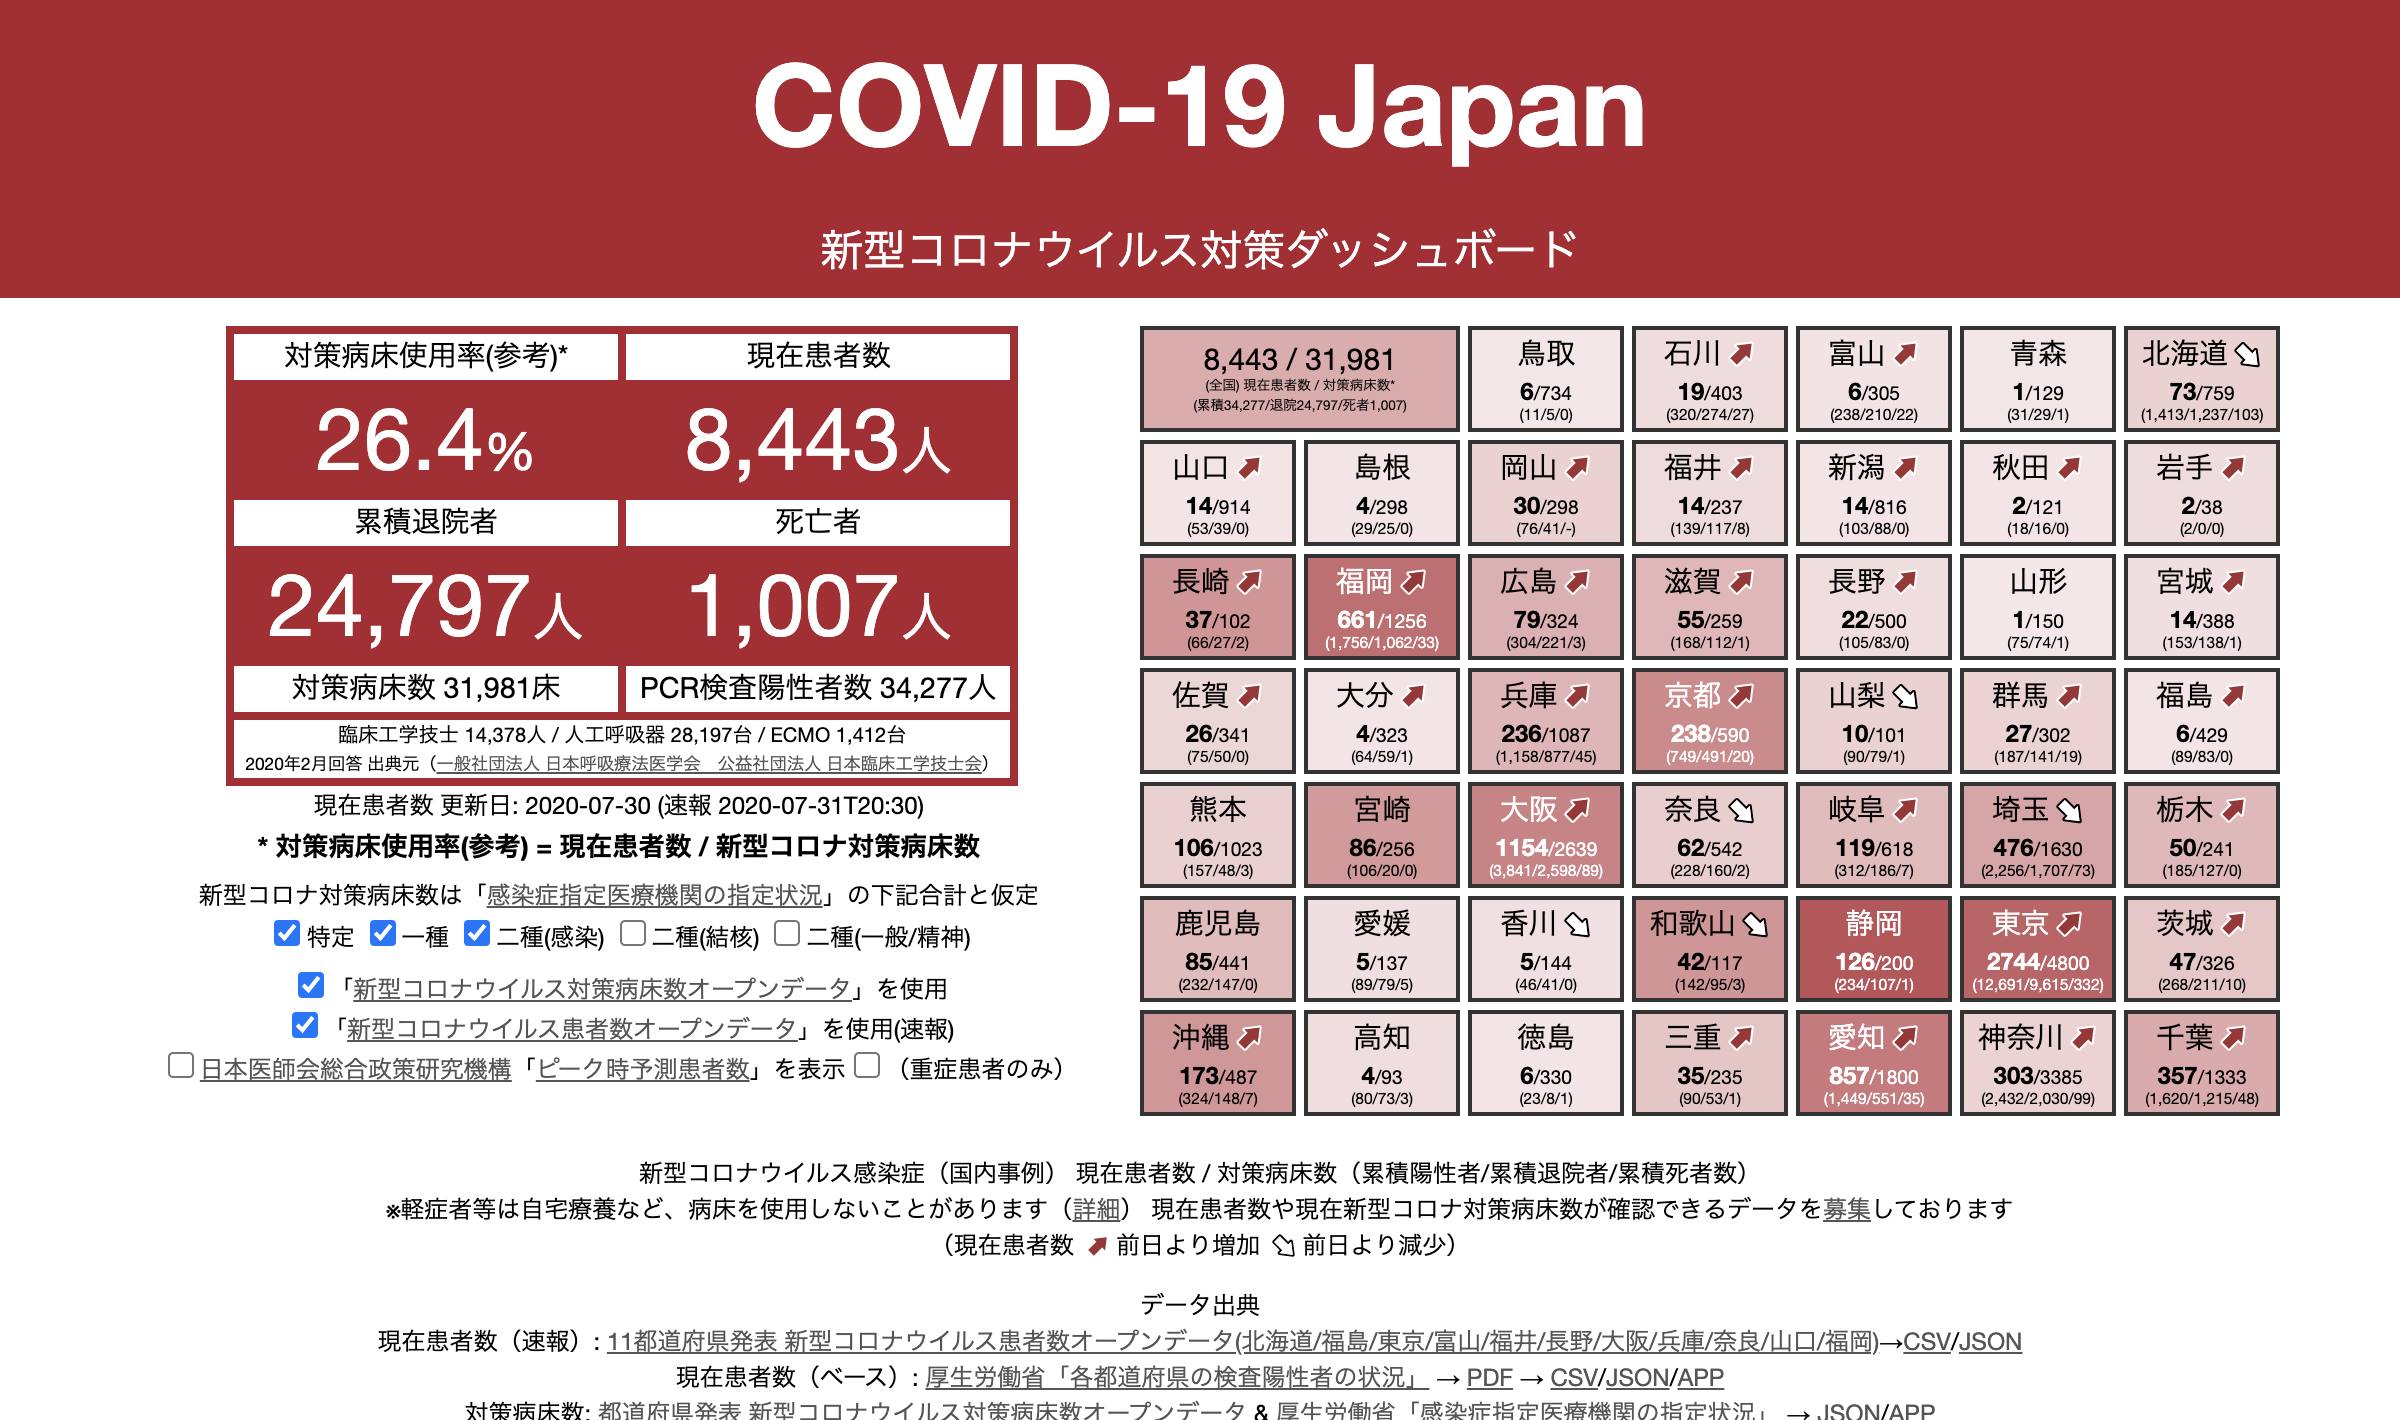 COVID-19 Japan
新型コロナウイルス対策ダッシュボード
対策病床使用率(参考)*
現在患者数
26.4%
8,443人
累積退院者
死亡者
24,797人
1,007人
対策病床数 31,981床
PCR検査陽性者数 34,277人
臨床工学技士 14,378人 / 人工呼吸器 28,197台 / ECMO 1,412台
2020年2月回答 出典元（一般社団法人 日本呼吸療法医学会　公益社団法人 日本臨床工学技士会）
現在患者数 更新日: 2020-07-30 (速報 2020-07-31T20:30)
* 対策病床使用率(参考) = 現在患者数 / 新型コロナ対策病床数
新型コロナ対策病床数は「感染症指定医療機関の指定状況」の下記合計と仮定
特定 一種 二種(感染) 二種(結核) 二種(一般/精神)
「新型コロナウイルス対策病床数オープンデータ」を使用
「新型コロナウイルス患者数オープンデータ」を使用(速報)
日本医師会総合政策研究機構「ピーク時予測患者数」を表示 （重症患者のみ）
8,443 / 31,981
(全国) 現在患者数 / 対策病床数*
(累積34,277/退院24,797/死者1,007)
鳥取
6/734
(11/5/0)
石川
19/403
(320/274/27)
富山
6/305
(238/210/22)
青森
1/129
(31/29/1)
北海道
73/759
(1,413/1,237/103)
山口
14/914
(53/39/0)
島根
4/298
(29/25/0)
岡山
30/298
(76/41/-)
福井
14/237
(139/117/8)
新潟
14/816
(103/88/0)
秋田
2/121
(18/16/0)
岩手
2/38
(2/0/0)
長崎
37/102
(66/27/2)
福岡
661/1256
(1,756/1,062/33)
広島
79/324
(304/221/3)
滋賀
55/259
(168/112/1)
長野
22/500
(105/83/0)
山形
1/150
(75/74/1)
宮城
14/388
(153/138/1)
佐賀
26/341
(75/50/0)
大分
4/323
(64/59/1)
兵庫
236/1087
(1,158/877/45)
京都
238/590
(749/491/20)
山梨
10/101
(90/79/1)
群馬
27/302
(187/141/19)
福島
6/429
(89/83/0)
熊本
106/1023
(157/48/3)
宮崎
86/256
(106/20/0)
大阪
1154/2639
(3,841/2,598/89)
奈良
62/542
(228/160/2)
岐阜
119/618
(312/186/7)
埼玉
476/1630
(2,256/1,707/73)
栃木
50/241
(185/127/0)
鹿児島
85/441
(232/147/0)
愛媛
5/137
(89/79/5)
香川
5/144
(46/41/0)
和歌山
42/117
(142/95/3)
静岡
126/200
(234/107/1)
東京
2744/4800
(12,691/9,615/332)
茨城
47/326
(268/211/10)
沖縄
173/487
(324/148/7)
高知
4/93
(80/73/3)
徳島
6/330
(23/8/1)
三重
35/235
(90/53/1)
愛知
857/1800
(1,449/551/35)
神奈川
303/3385
(2,432/2,030/99)
千葉
357/1333
(1,620/1,215/48)
新型コロナウイルス感染症（国内事例） 現在患者数 / 対策病床数（累積陽性者/累積退院者/累積死者数）
※軽症者等は自宅療養など、病床を使用しないことがあります（詳細） 現在患者数や現在新型コロナ対策病床数が確認できるデータを募集しております
（現在患者数 前日より増加 前日より減少）
データ出典
現在患者数（速報）: 11都道府県発表 新型コロナウイルス患者数オープンデータ(北海道/福島/東京/富山/福井/長野/大阪/兵庫/奈良/山口/福岡)→CSV/JSON
現在患者数（ベース）: 厚生労働省「各都道府県の検査陽性者の状況」 → PDF → CSV/JSON/APP
対策病床数: 都道府県発表 新型コロナウイルス対策病床数オープンデータ & 厚生労働省「感染症指定医療機関の指定状況」 → JSON/APP